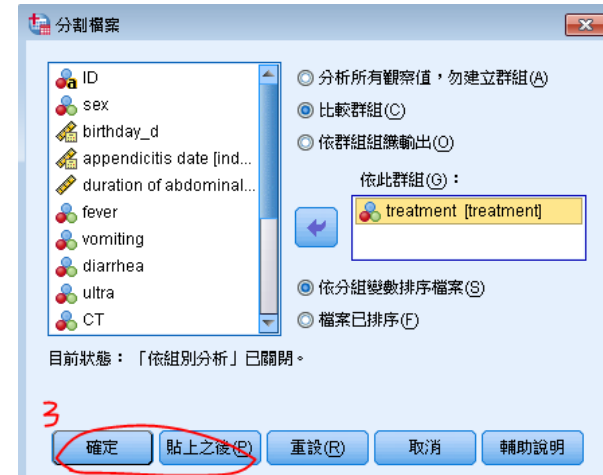 分割檔案
ID
sex
birthday_d
appendicitis date [ind...
duration of abdominal...
fever
vomiting
diarrhea
ultra
CT
分析所有觀察值，勿建立群組(A)
比較群組(C)
依群組組織輸出(O)
依此群組(G)：
treatment [treatment]
依分組變數排序檔案(S)
檔案已排序(F)
目前狀態：「依組別分析」已關閉。
3
確定 貼上之後(P) 重設(R) 取消 輔助說明